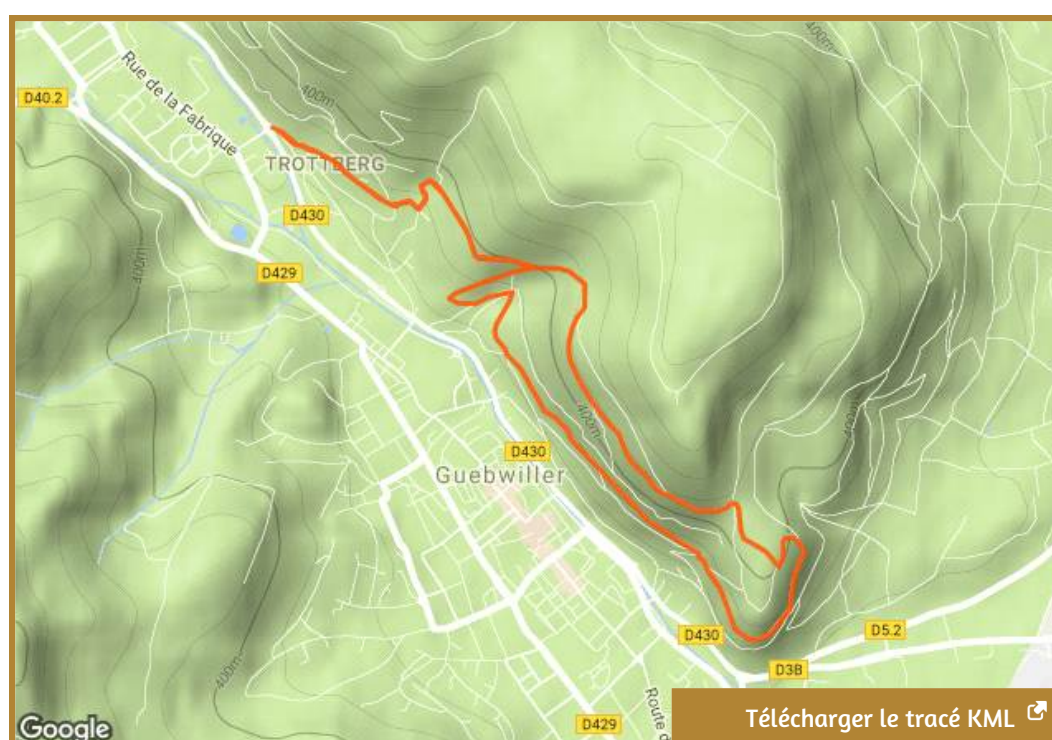 400m
D40.2
Rue de la Fabrique
400m
TROTTBERG
D430
400m
D429
400m
400m
D430
Guebwiller
400m
D5.2
D430
D3B
Route d
D429
Télécharger le tracé KML
Google